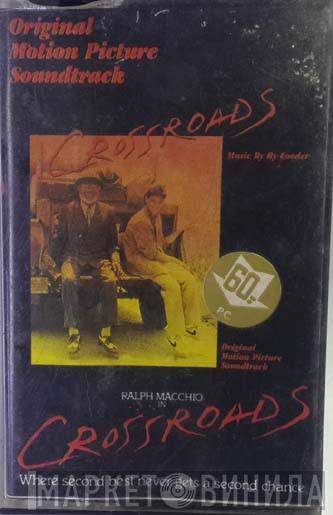 Original
Motion Picture
Soundtrack
CROSSROADS
Music By Ry Cooder
60
P.C.
Original
Motion Picture
Soundtrack
RALPH MACCHIO
IN
CROSSROADS
Where second best never gets a second chance
МАРКЕТ ВИНИЛА